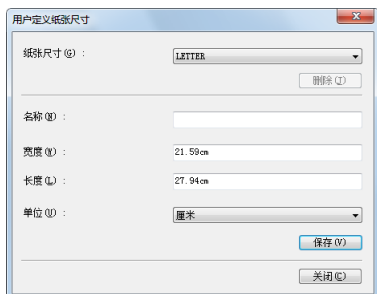 用户定义纸张尺寸
纸张尺寸(G) : LETTER
删除(T)
名称(N) :
宽度(W) : 21.59cm
长度(L) : 27.94cm
单位(U) : 厘米
保存(V)
关闭(C)